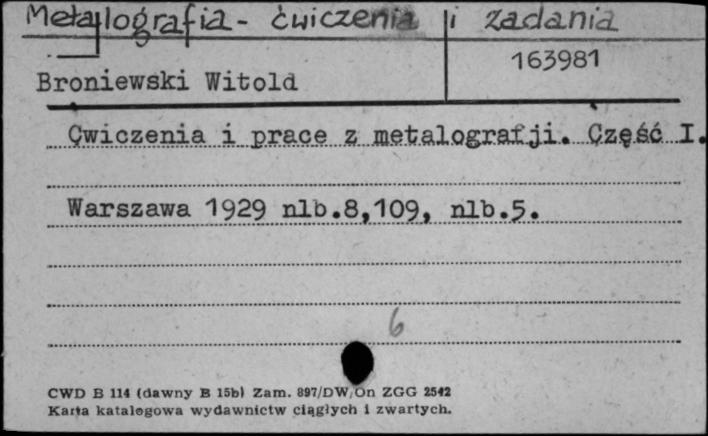 Metalografia - ćwiczenia i zadania
163981
Broniewski Witold
Ćwiczenia i prace z metalografji. Część I.
Warszawa 1929 nlb.8,109, nlb.5.
6
CWD B 114 (dawny B 15b) Zam. 897/DW/On ZGG 2542
Karta katalogowa wydawnictw ciągłych i zwartych.